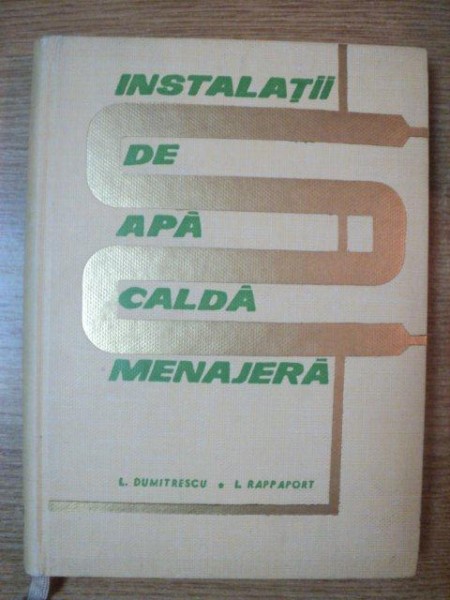 INSTALAȚII
DE
APĂ
CALDĂ
MENAJERĂ
L. DUMITRESCU • L. RAPPAPORT